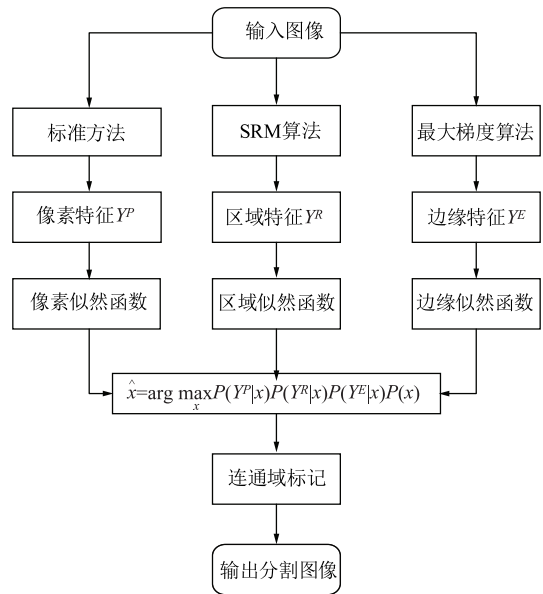 输入图像
标准方法
SRM算法
最大梯度算法
像素特征Y^P
区域特征Y^R
边缘特征Y^E
像素似然函数
区域似然函数
边缘似然函数
x̂=arg max_x P(Y^P|x)P(Y^R|x)P(Y^E|x)P(x)
连通域标记
输出分割图像